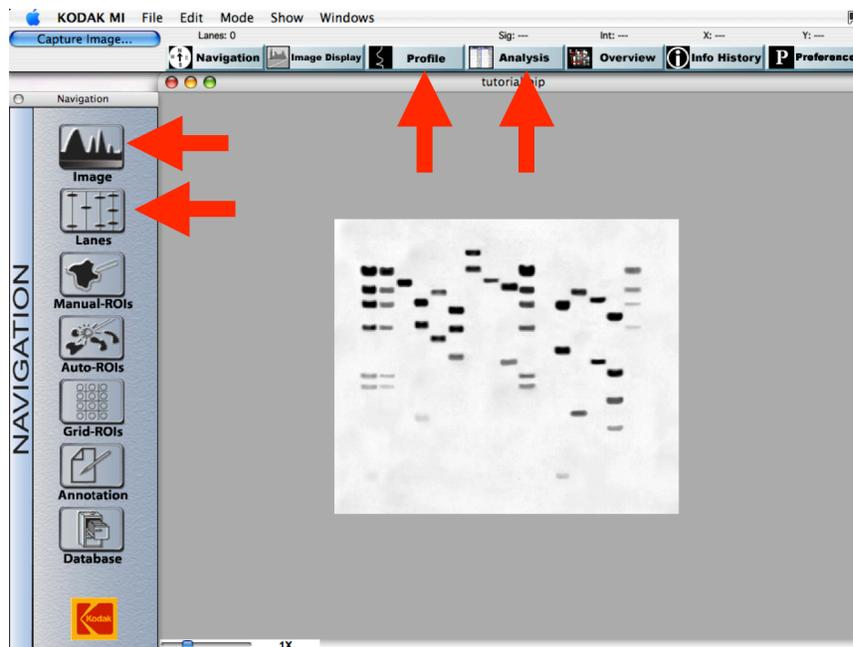 KODAK MI File Edit Mode Show Windows
Capture Image... Lanes: 0 Sig: --- Int: --- X: --- Y: ---
Navigation Image Display Profile Analysis Overview Info History P Preference
Navigation
Image
Lanes
Manual-ROIs
Auto-ROIs
Grid-ROIs
Annotation
Database
Kodak
NAVIGATION
1X